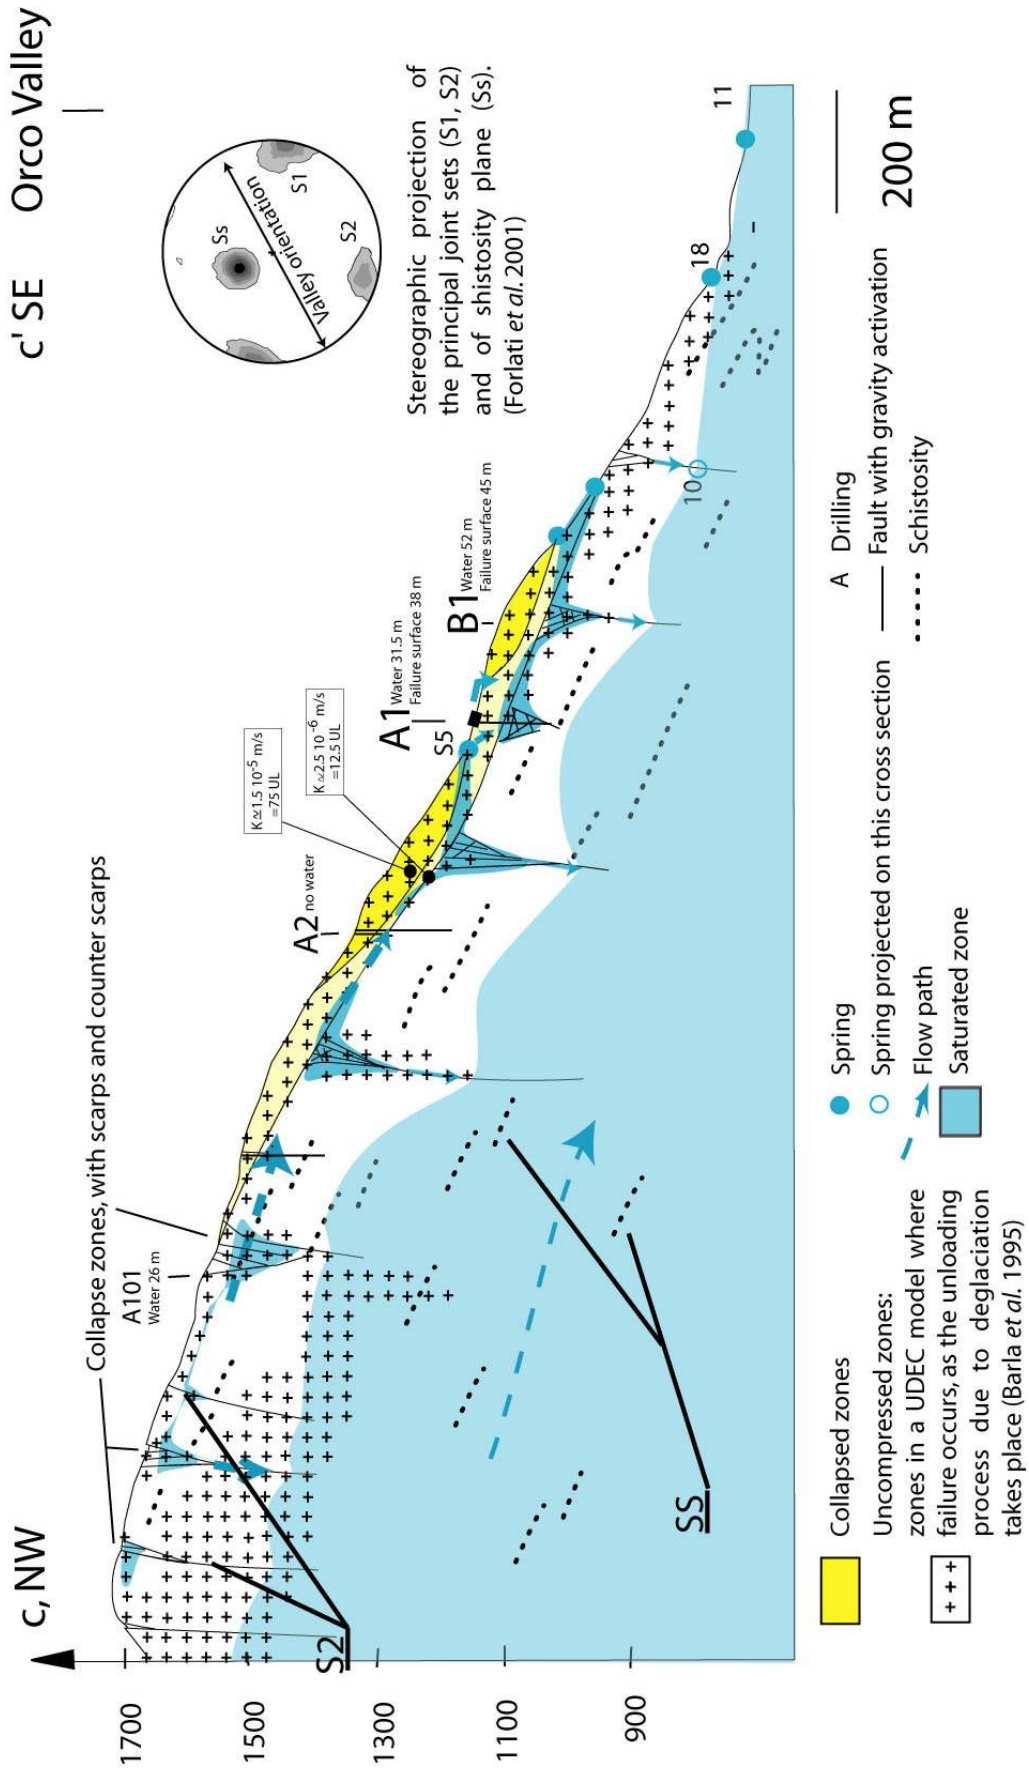 c, NW
c' SE Orco Valley
Collapse zones, with scarps and counter scarps
A101
Water 26 m
A2 no water
K≃1.5 10⁻⁵ m/s
=75 UL
K≃2.5 10⁻⁶ m/s
=12.5 UL
A1 Water 31.5 m
Failure surface 38 m
S5
B1 Water 52 m
Failure surface 45 m
10
18
11
Ss
S1
S2
Valley orientation
Stereographic projection of
the principal joint sets (S1, S2)
and of shistosity plane (Ss).
(Forlati et al. 2001)
1700
1500
1300
1100
900
S2
SS
Collapsed zones
Uncompressed zones:
zones in a UDEC model where
failure occurs, as the unloading
process due to deglaciation
takes place (Barla et al. 1995)
Spring
Spring projected on this cross section
Flow path
Saturated zone
A Drilling
Fault with gravity activation
Schistosity
200 m